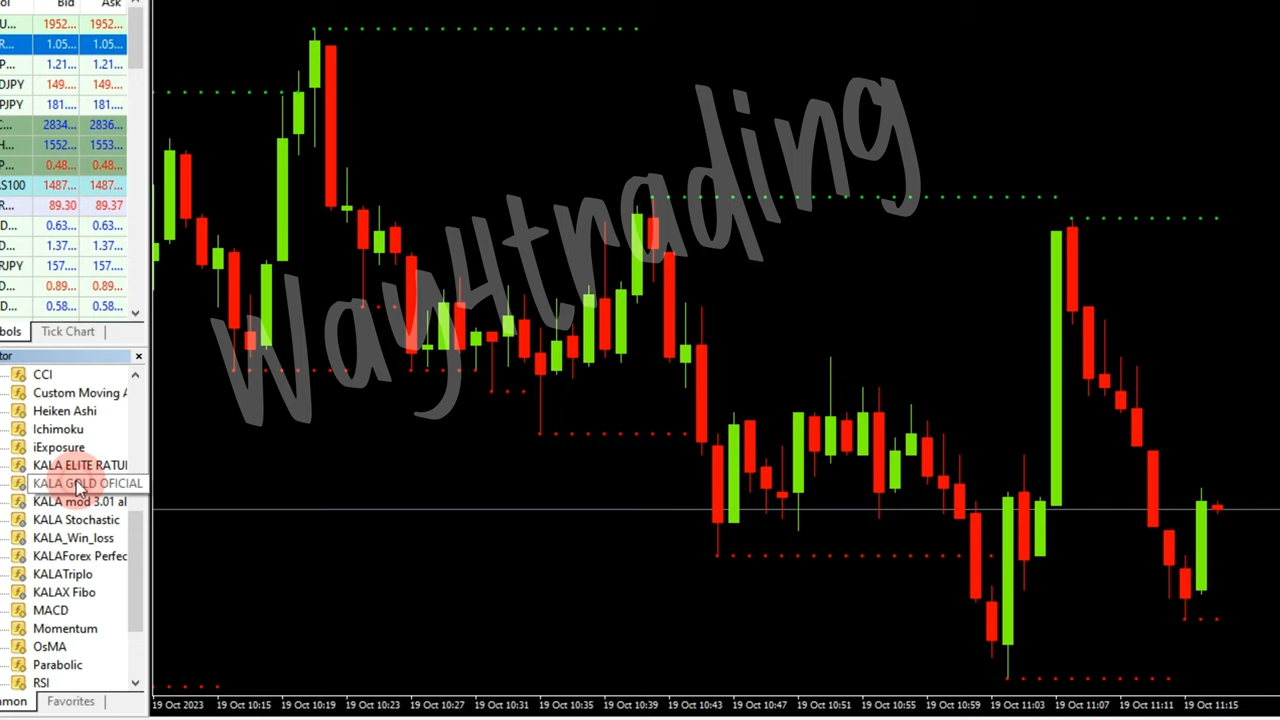 ol Bid Ask
U... 1952... 1952...
R... 1.05... 1.05...
P... 1.21... 1.21...
DJPY 149.... 149....
PJPY 181.... 181....
C... 2834... 2836...
H... 1552... 1553...
P... 0.48... 0.48...
AS100 1487... 1487...
R... 89.30 89.37
D... 0.63... 0.63...
D... 1.37... 1.37...
RJPY 157.... 157....
D... 0.89... 0.89...
D... 0.58... 0.58...
bols Tick Chart
tor
CCI
Custom Moving A
Heiken Ashi
Ichimoku
iExposure
KALA ELITE RATUI
KALA GOLD OFICIAL
KALA mod 3.01 al
KALA Stochastic
KALA_Win_loss
KALAForex Perfec
KALATriplo
KALAX Fibo
MACD
Momentum
OsMA
Parabolic
RSI
mmon Favorites
Way4trading
19 Oct 2023 19 Oct 10:15 19 Oct 10:19 19 Oct 10:23 19 Oct 10:27 19 Oct 10:31 19 Oct 10:35 19 Oct 10:39 19 Oct 10:43 19 Oct 10:47 19 Oct 10:51 19 Oct 10:55 19 Oct 10:59 19 Oct 11:03 19 Oct 11:07 19 Oct 11:11 19 Oct 11:15